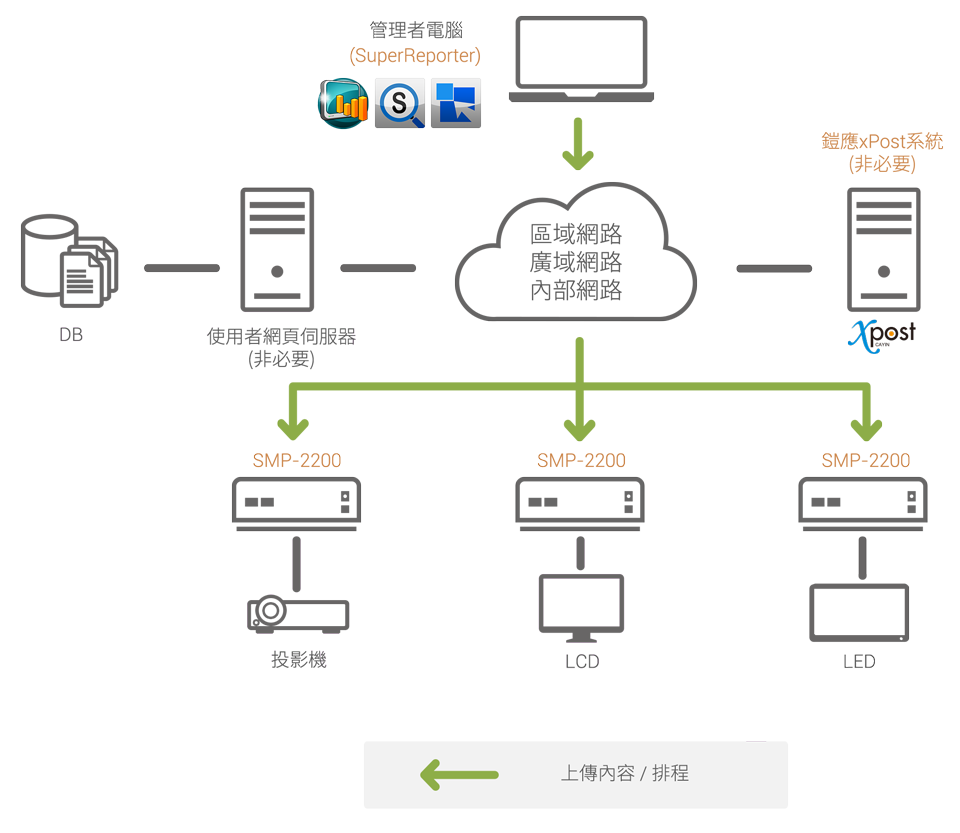 管理者電腦
(SuperReporter)
S
鎧應xPost系統
(非必要)
區域網路
廣域網路
內部網路
DB
使用者網頁伺服器
(非必要)
Xpost
CAYIN
SMP-2200
SMP-2200
SMP-2200
投影機
LCD
LED
上傳內容 / 排程